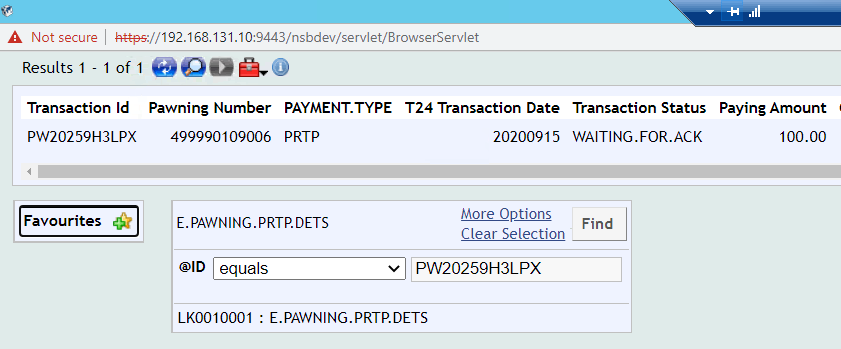 Not secure | https://192.168.131.10:9443/nsbdev/servlet/BrowserServlet
Results 1 - 1 of 1
Transaction Id Pawning Number PAYMENT.TYPE T24 Transaction Date Transaction Status Paying Amount
PW20259H3LPX 499990109006 PRTP 20200915 WAITING.FOR.ACK 100.00
Favourites
E.PAWNING.PRTP.DETS
More Options
Clear Selection
Find
@ID equals PW20259H3LPX
LK0010001 : E.PAWNING.PRTP.DETS